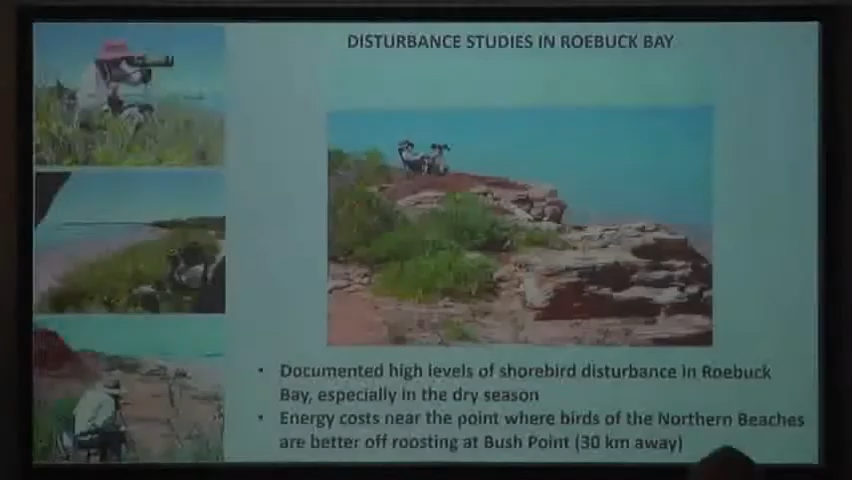 DISTURBANCE STUDIES IN ROEBUCK BAY
• Documented high levels of shorebird disturbance in Roebuck
Bay, especially in the dry season
• Energy costs near the point where birds of the Northern Beaches
are better off roosting at Bush Point (30 km away)